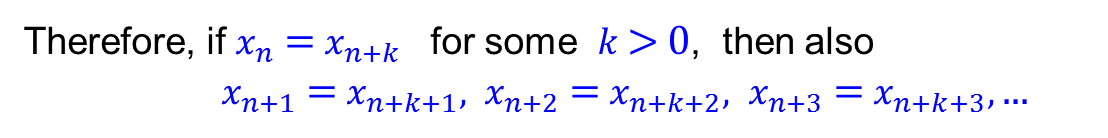 Therefore, if xₙ = xₙ₊ₖ for some k > 0, then also
xₙ₊₁ = xₙ₊ₖ₊₁, xₙ₊₂ = xₙ₊ₖ₊₂, xₙ₊₃ = xₙ₊ₖ₊₃, ...